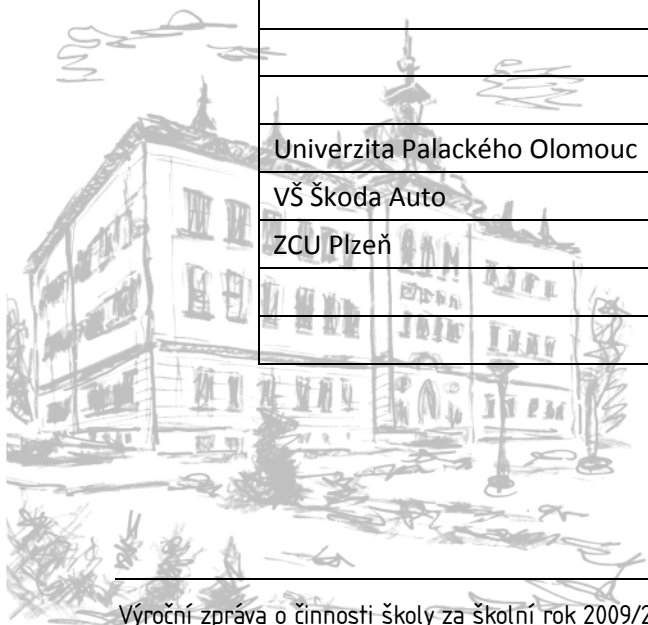 Univerzita Palackého Olomouc
VŠ Škoda Auto
ZCU Plzeň
Výroční zpráva o činnosti školy za školní rok 2009/2